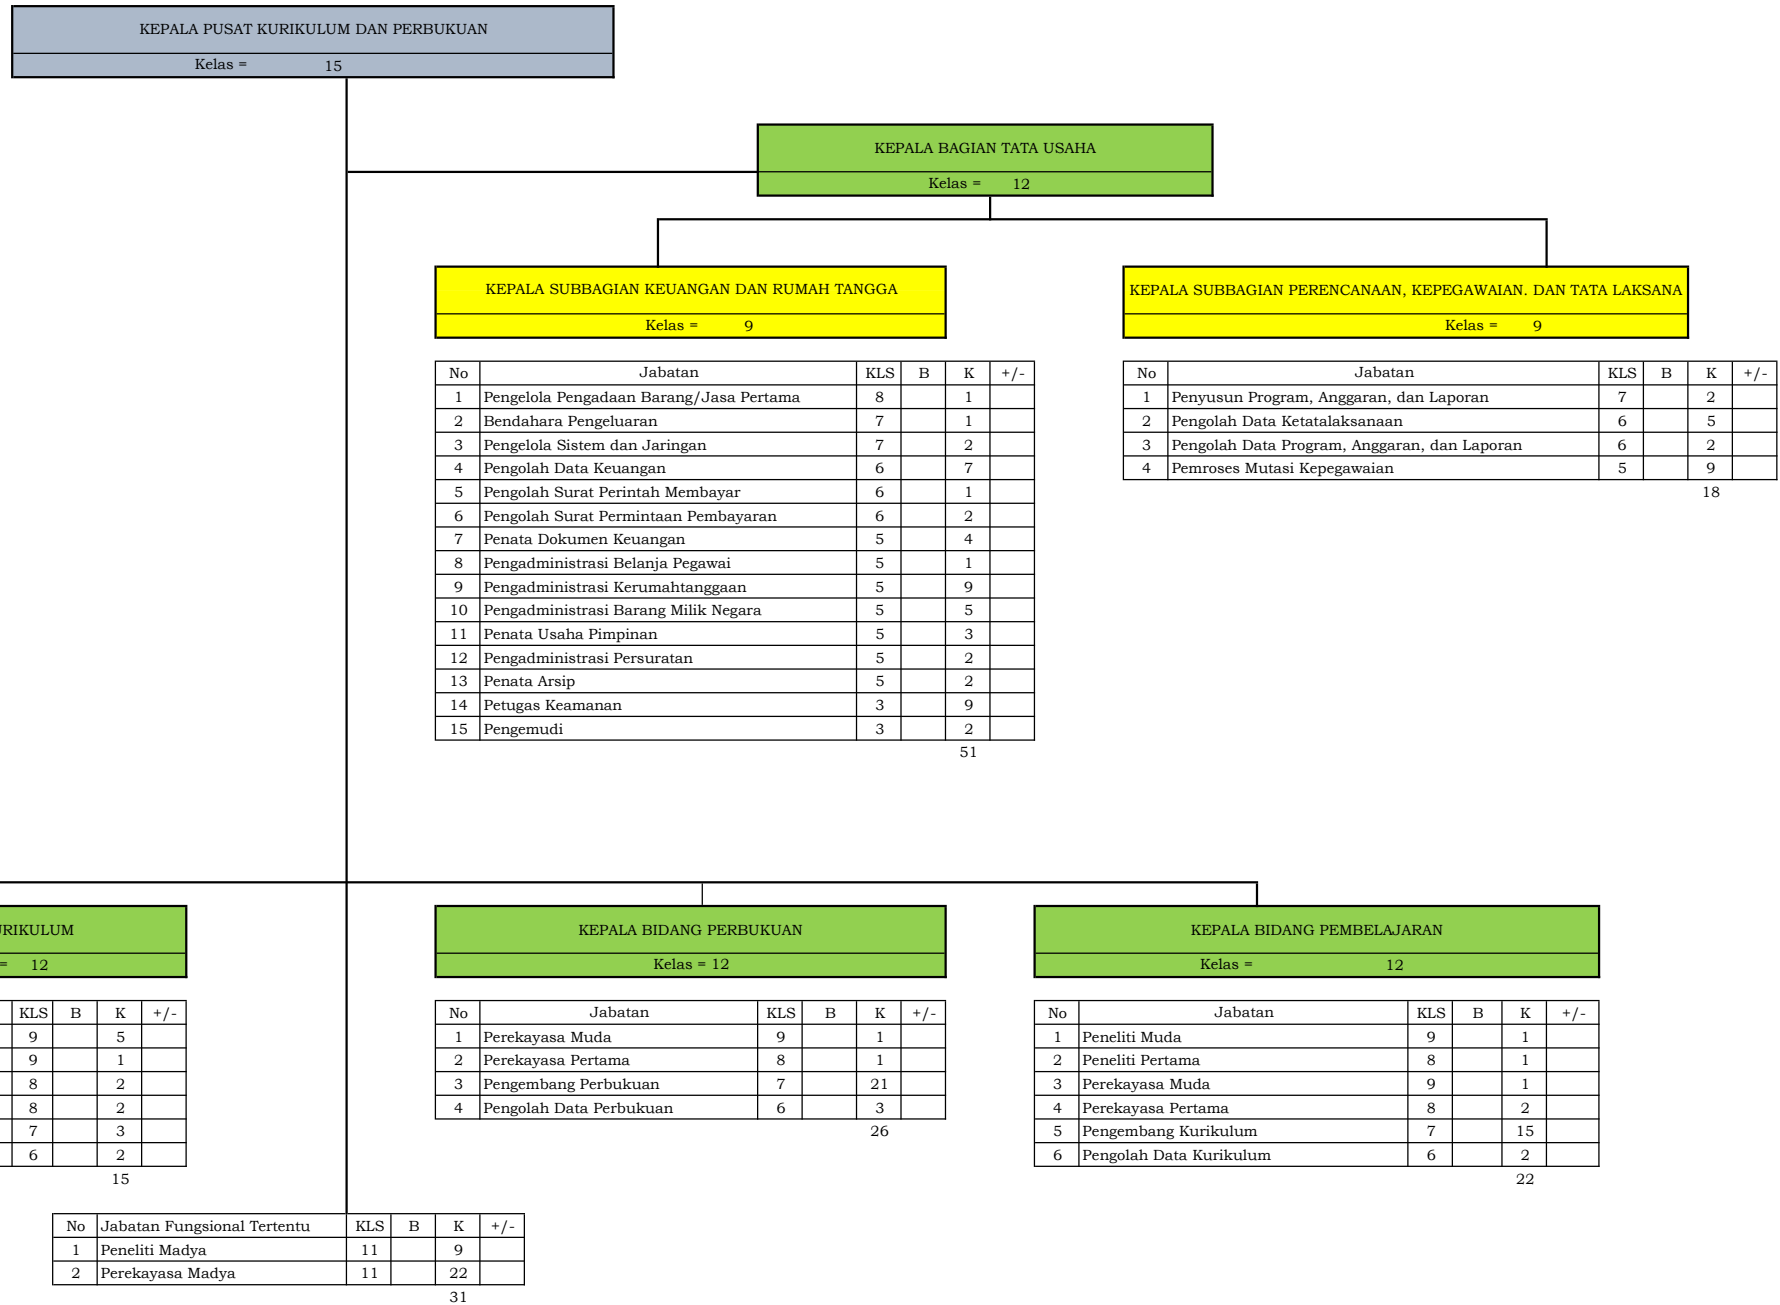 KEPALA PUSAT KURIKULUM DAN PERBUKUAN
Kelas = 15
KEPALA BAGIAN TATA USAHA
Kelas = 12
KEPALA SUBBAGIAN KEUANGAN DAN RUMAH TANGGA
Kelas = 9
No Jabatan KLS B K +/-
1 Pengelola Pengadaan Barang/Jasa Pertama 8 1
2 Bendahara Pengeluaran 7 1
3 Pengelola Sistem dan Jaringan 7 2
4 Pengolah Data Keuangan 6 7
5 Pengolah Surat Perintah Membayar 6 1
6 Pengolah Surat Permintaan Pembayaran 6 2
7 Penata Dokumen Keuangan 5 4
8 Pengadministrasi Belanja Pegawai 5 1
9 Pengadministrasi Kerumahtanggaan 5 9
10 Pengadministrasi Barang Milik Negara 5 5
11 Penata Usaha Pimpinan 5 3
12 Pengadministrasi Persuratan 5 2
13 Penata Arsip 5 2
14 Petugas Keamanan 3 9
15 Pengemudi 3 2
51
KEPALA SUBBAGIAN PERENCANAAN, KEPEGAWAIAN. DAN TATA LAKSANA
Kelas = 9
No Jabatan KLS B K +/-
1 Penyusun Program, Anggaran, dan Laporan 7 2
2 Pengolah Data Ketatalaksanaan 6 5
3 Pengolah Data Program, Anggaran, dan Laporan 6 2
4 Pemroses Mutasi Kepegawaian 5 9
18
URIKULUM
= 12
KLS B K +/-
9 5
9 1
8 2
8 2
7 3
6 2
15
KEPALA BIDANG PERBUKUAN
Kelas = 12
No Jabatan KLS B K +/-
1 Perekayasa Muda 9 1
2 Perekayasa Pertama 8 1
3 Pengembang Perbukuan 7 21
4 Pengolah Data Perbukuan 6 3
26
KEPALA BIDANG PEMBELAJARAN
Kelas = 12
No Jabatan KLS B K +/-
1 Peneliti Muda 9 1
2 Peneliti Pertama 8 1
3 Perekayasa Muda 9 1
4 Perekayasa Pertama 8 2
5 Pengembang Kurikulum 7 15
6 Pengolah Data Kurikulum 6 2
22
No Jabatan Fungsional Tertentu KLS B K +/-
1 Peneliti Madya 11 9
2 Perekayasa Madya 11 22
31